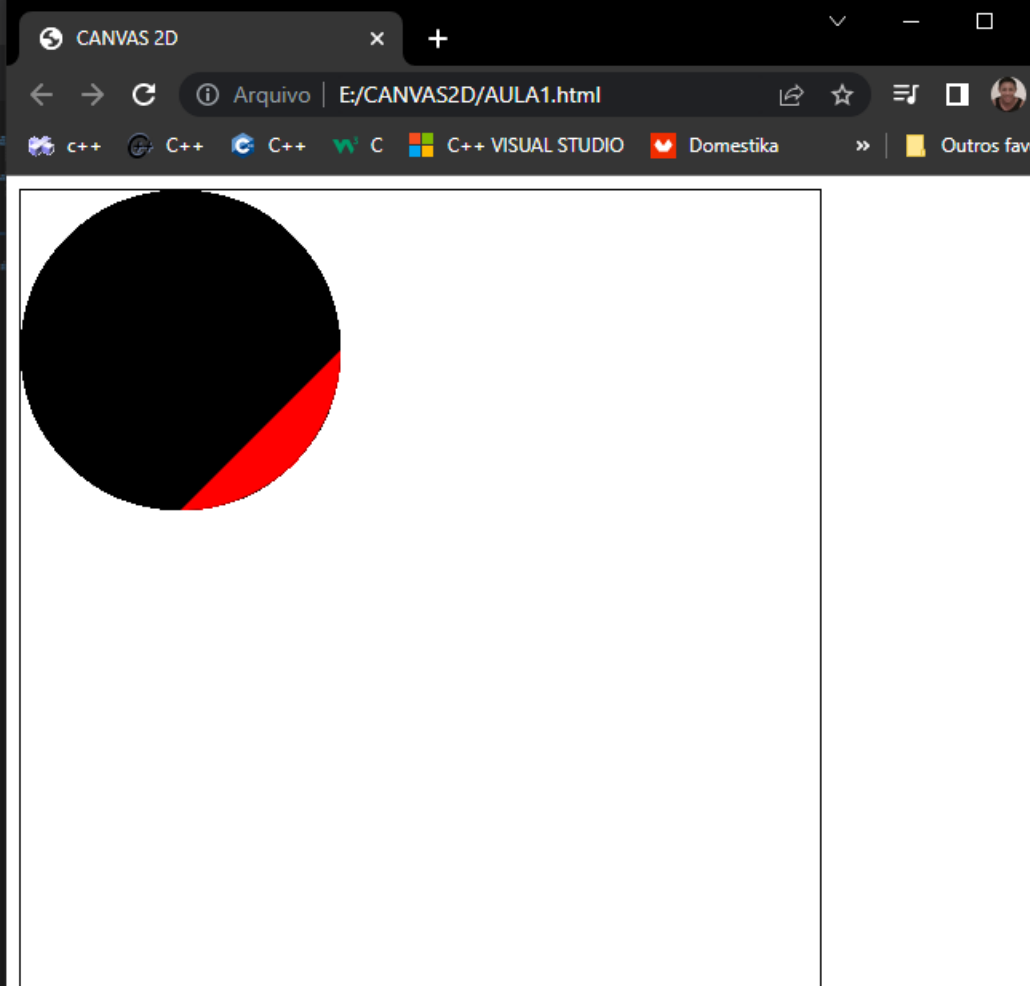 CANVAS 2D
Arquivo E:/CANVAS2D/AULA1.html
c++ C++ C++ C C++ VISUAL STUDIO Domestika » Outros fav